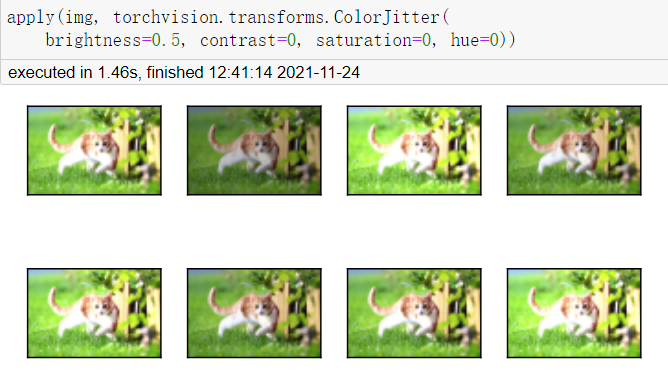 apply(img, torchvision.transforms.ColorJitter(
    brightness=0.5, contrast=0, saturation=0, hue=0))
executed in 1.46s, finished 12:41:14 2021-11-24